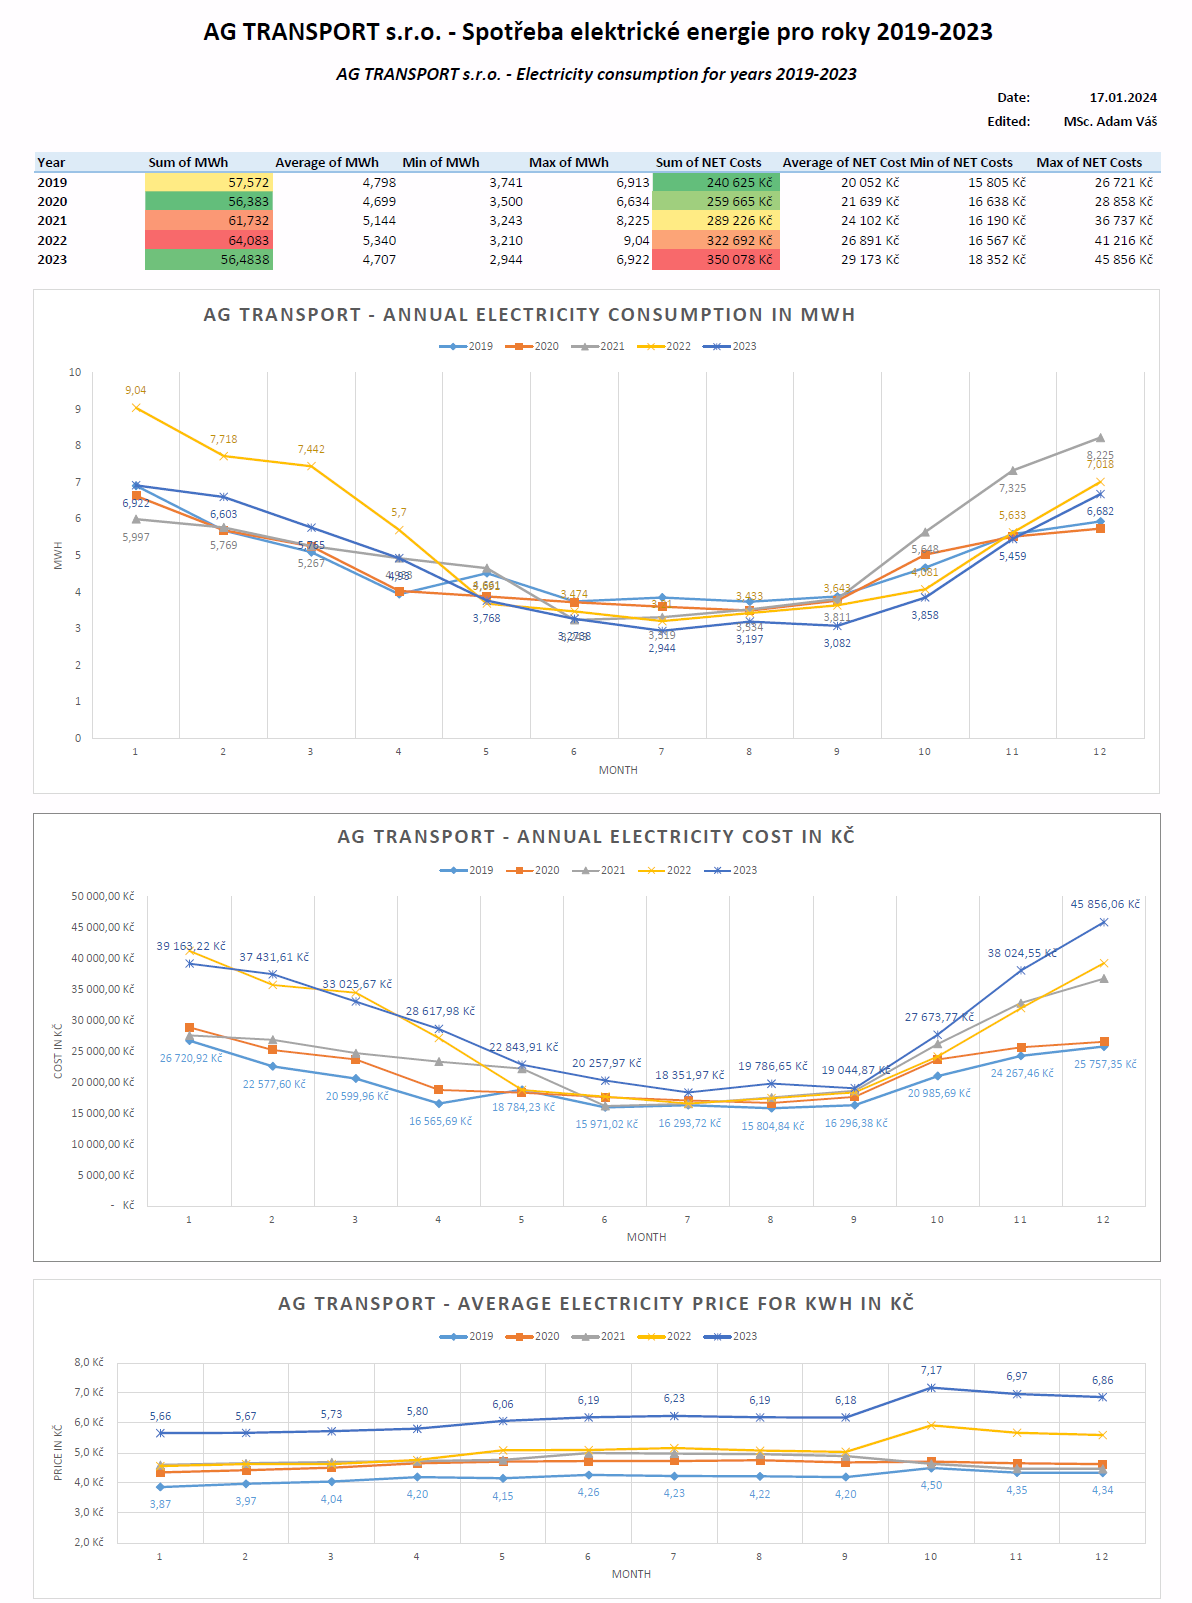 AG TRANSPORT s.r.o. - Spotřeba elektrické energie pro roky 2019-2023
AG TRANSPORT s.r.o. - Electricity consumption for years 2019-2023
Date: 17.01.2024
Edited: MSc. Adam Váš
Year Sum of MWh Average of MWh Min of MWh Max of MWh Sum of NET Costs Average of NET Cost Min of NET Costs Max of NET Costs
2019 57,572 4,798 3,741 6,913 240 625 Kč 20 052 Kč 15 805 Kč 26 721 Kč
2020 56,383 4,699 3,500 6,634 259 665 Kč 21 639 Kč 16 638 Kč 28 858 Kč
2021 61,732 5,144 3,243 8,225 289 226 Kč 24 102 Kč 16 190 Kč 36 737 Kč
2022 64,083 5,340 3,210 9,04 322 692 Kč 26 891 Kč 16 567 Kč 41 216 Kč
2023 56,4838 4,707 2,944 6,922 350 078 Kč 29 173 Kč 18 352 Kč 45 856 Kč
AG TRANSPORT - ANNUAL ELECTRICITY CONSUMPTION IN MWH
2019 2020 2021 2022 2023
10
9
8
7
6
5
4
3
2
1
0
MWH
9,04 7,718 7,442 5,7 3,474 3,433 3,643 4,081 5,633 7,018
6,922 6,603 5,765 4,93 3,768 3,2738 2,944 3,197 3,082 3,858 5,459 6,682
5,997 5,769 5,267 4,661 3,319 3,534 3,811 5,648 7,325 8,225
1 2 3 4 5 6 7 8 9 10 11 12
MONTH
AG TRANSPORT - ANNUAL ELECTRICITY COST IN KČ
2019 2020 2021 2022 2023
50 000,00 Kč
45 000,00 Kč
40 000,00 Kč
35 000,00 Kč
30 000,00 Kč
25 000,00 Kč
20 000,00 Kč
15 000,00 Kč
10 000,00 Kč
5 000,00 Kč
- Kč
COST IN KČ
39 163,22 Kč 37 431,61 Kč 33 025,67 Kč 28 617,98 Kč 22 843,91 Kč 20 257,97 Kč 18 351,97 Kč 19 786,65 Kč 19 044,87 Kč 27 673,77 Kč 38 024,55 Kč 45 856,06 Kč
26 720,92 Kč 22 577,60 Kč 20 599,96 Kč 16 565,69 Kč 18 784,23 Kč 15 971,02 Kč 16 293,72 Kč 15 804,84 Kč 16 296,38 Kč 20 985,69 Kč 24 267,46 Kč 25 757,35 Kč
1 2 3 4 5 6 7 8 9 10 11 12
MONTH
AG TRANSPORT - AVERAGE ELECTRICITY PRICE FOR KWH IN KČ
2019 2020 2021 2022 2023
8,0 Kč
7,0 Kč
6,0 Kč
5,0 Kč
4,0 Kč
3,0 Kč
2,0 Kč
PRICE IN KČ
5,66 5,67 5,73 5,80 6,06 6,19 6,23 6,19 6,18 7,17 6,97 6,86
3,87 3,97 4,04 4,20 4,15 4,26 4,23 4,22 4,20 4,50 4,35 4,34
1 2 3 4 5 6 7 8 9 10 11 12
MONTH